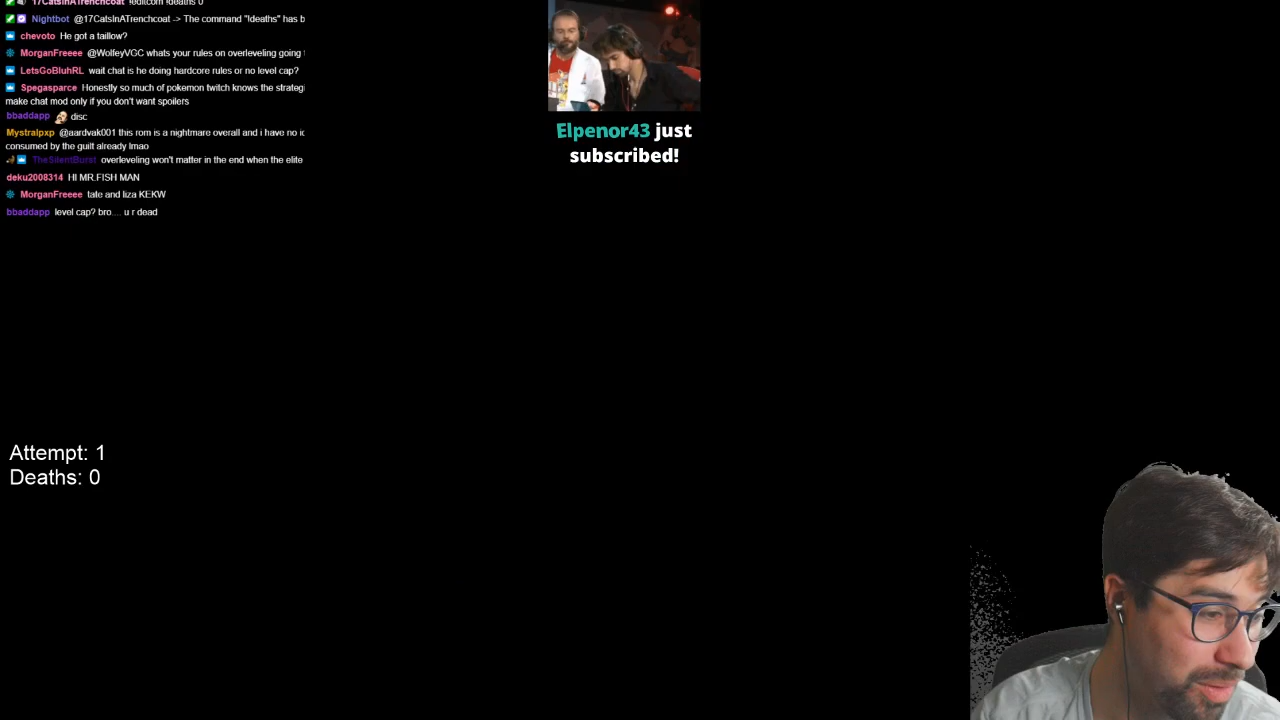 17CatsInATrenchcoat !editcom !deaths 0
Nightbot @17CatsInATrenchcoat -> The command "!deaths" has b
chevoto He got a taillow?
MorganFreeee @WolfeyVGC whats your rules on overleveling going
LetsGoBluhRL wait chat is he doing hardcore rules or no level cap?
Spegasparce Honestly so much of pokemon twitch knows the strategi
make chat mod only if you don't want spoilers
bbaddapp disc
Mystralpxp @aardvak001 this rom is a nightmare overall and i have no
consumed by the guilt already lmao
TheSilentBurst overleveling won't matter in the end when the elite
deku2008314 HI MR.FISH MAN
MorganFreeee tate and liza KEKW
bbaddapp level cap? bro.... u r dead
Elpenor43 just
subscribed!
Attempt: 1
Deaths: 0